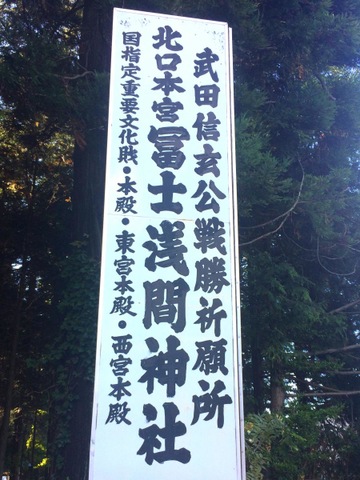 武田信玄公戦勝祈願所
北口本宮冨士浅間神社
国指定重要文化財・本殿・東宮本殿・西宮本殿